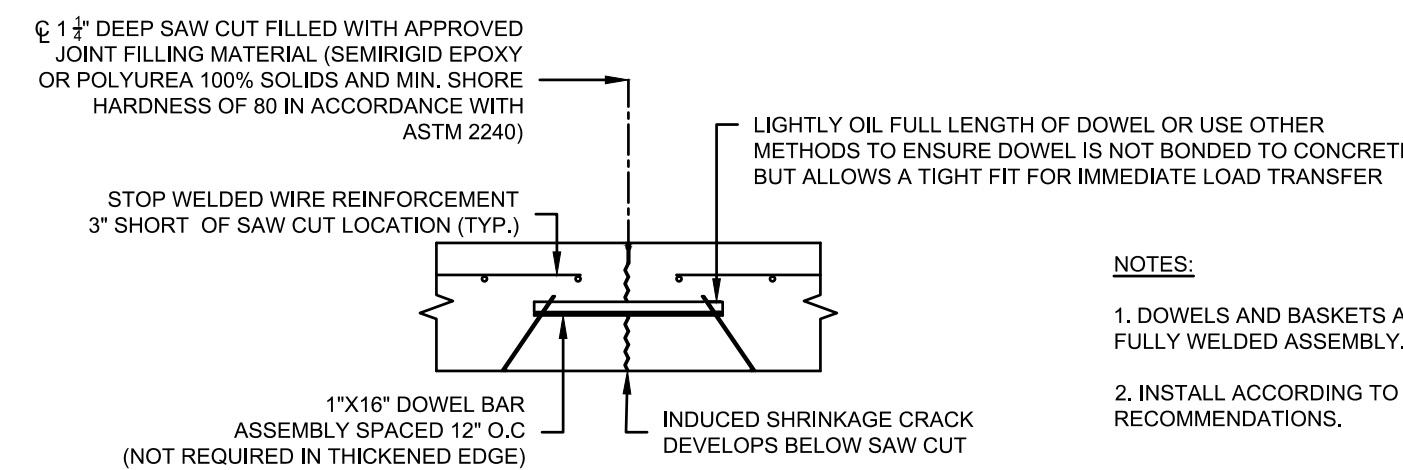 ℄ 1 1/4" DEEP SAW CUT FILLED WITH APPROVED
JOINT FILLING MATERIAL (SEMIRIGID EPOXY
OR POLYUREA 100% SOLIDS AND MIN. SHORE
HARDNESS OF 80 IN ACCORDANCE WITH
ASTM 2240)
LIGHTLY OIL FULL LENGTH OF DOWEL OR USE OTHER
METHODS TO ENSURE DOWEL IS NOT BONDED TO CONCRET
BUT ALLOWS A TIGHT FIT FOR IMMEDIATE LOAD TRANSFER
STOP WELDED WIRE REINFORCEMENT
3" SHORT OF SAW CUT LOCATION (TYP.)
1"X16" DOWEL BAR
ASSEMBLY SPACED 12" O.C
(NOT REQUIRED IN THICKENED EDGE)
INDUCED SHRINKAGE CRACK
DEVELOPS BELOW SAW CUT
NOTES:
1. DOWELS AND BASKETS A
FULLY WELDED ASSEMBLY.
2. INSTALL ACCORDING TO
RECOMMENDATIONS.